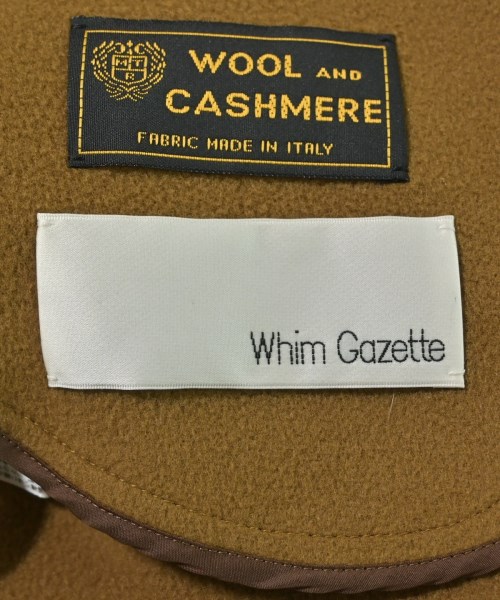 M T
R
WOOL AND
CASHMERE
FABRIC MADE IN ITALY
Whim Gazette